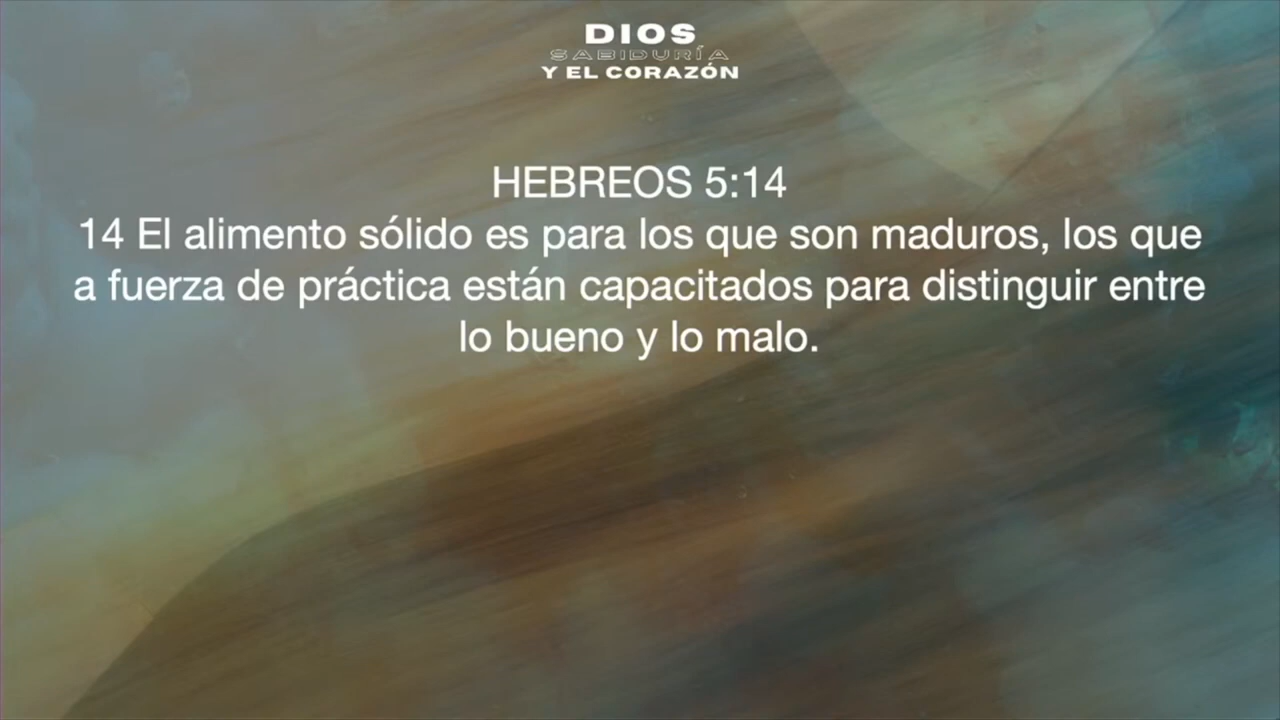 DIOS
SABIDURÍA
Y EL CORAZÓN
HEBREOS 5:14
14 El alimento sólido es para los que son maduros, los que
a fuerza de práctica están capacitados para distinguir entre
lo bueno y lo malo.